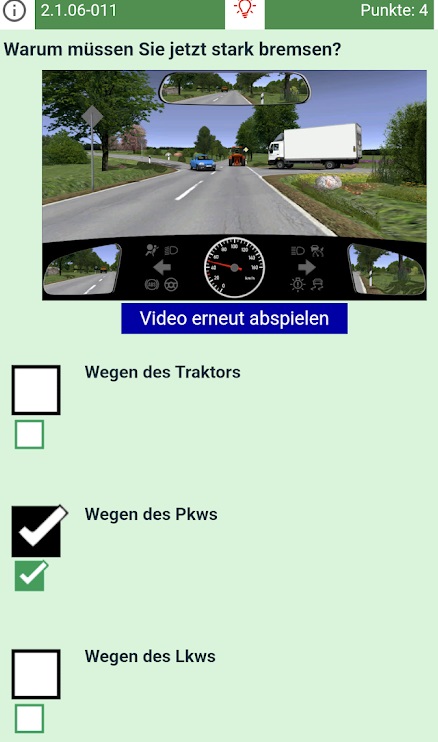 2.1.06-011
Punkte: 4
Warum müssen Sie jetzt stark bremsen?
Video erneut abspielen
Wegen des Traktors
Wegen des Pkws
Wegen des Lkws